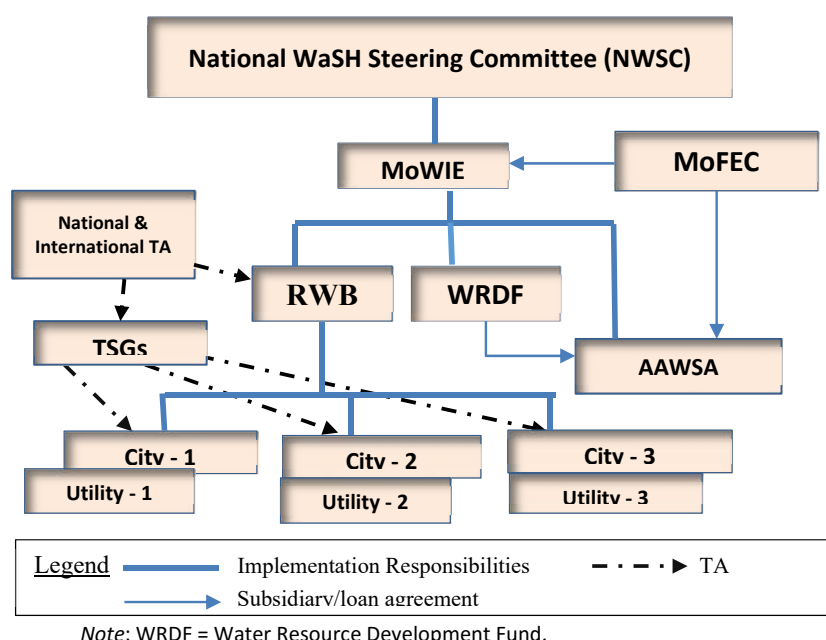 National WaSH Steering Committee (NWSC)
MoWIE
MoFEC
National &
International TA
RWB
WRDF
TSGs
AAWSA
City - 1
City - 2
City - 3
Utility - 1
Utility - 2
Utility - 3
Legend
Implementation Responsibilities
TA
Subsidiary/loan agreement
Note: WRDF = Water Resource Development Fund.